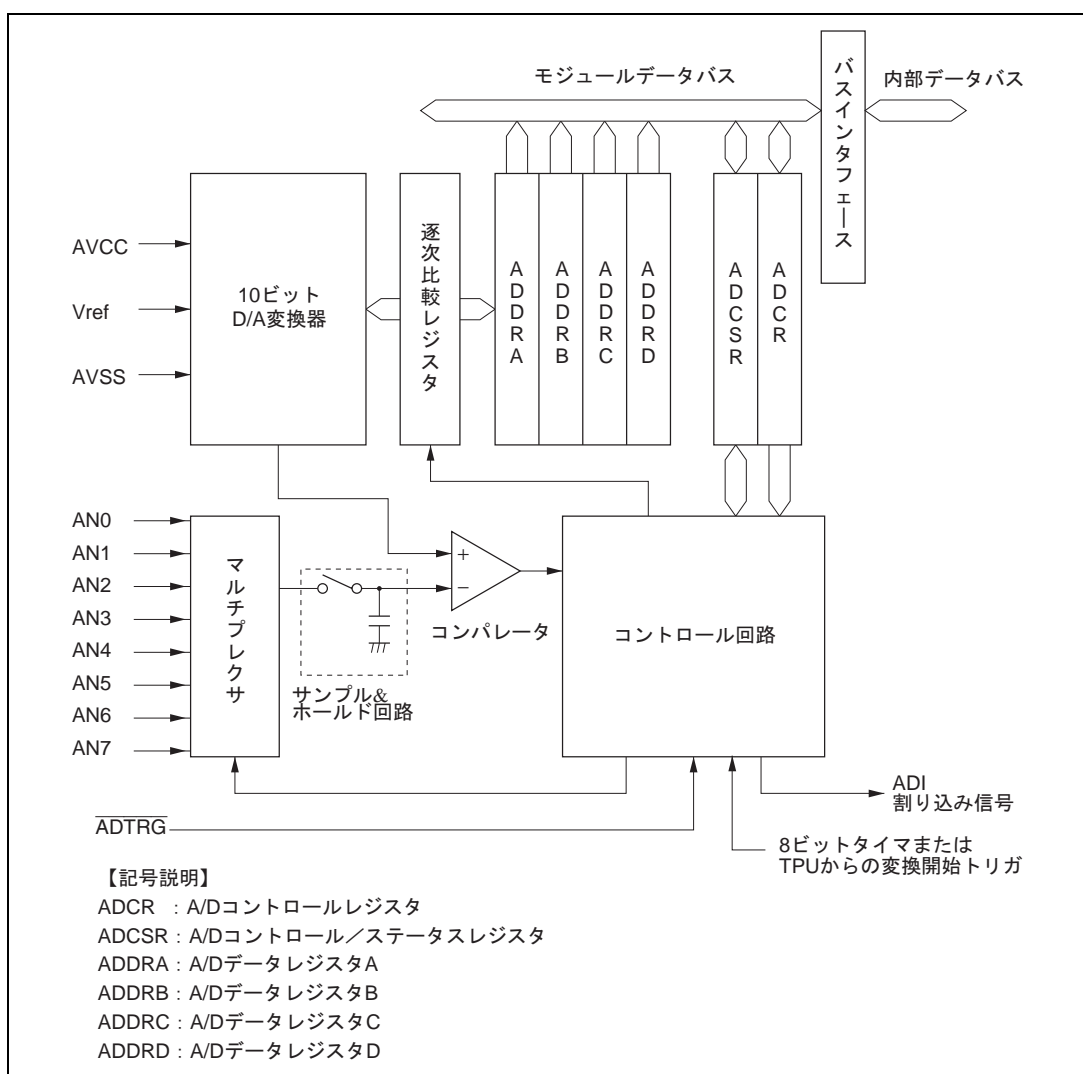 モジュールデータバス
バスインタフェース
内部データバス
AVCC
Vref
AVSS
10ビット
D/A変換器
逐次比較レジスタ
ADDRA
ADDRB
ADDRC
ADDRD
ADCSR
ADCR
AN0
AN1
AN2
AN3
AN4
AN5
AN6
AN7
マルチプレクサ
+
−
コンパレータ
サンプル&
ホールド回路
コントロール回路
ADI
割り込み信号
ADTRG
8ビットタイマまたは
TPUからの変換開始トリガ
【記号説明】
ADCR : A/Dコントロールレジスタ
ADCSR : A/Dコントロール/ステータスレジスタ
ADDRA : A/DデータレジスタA
ADDRB : A/DデータレジスタB
ADDRC : A/DデータレジスタC
ADDRD : A/DデータレジスタD